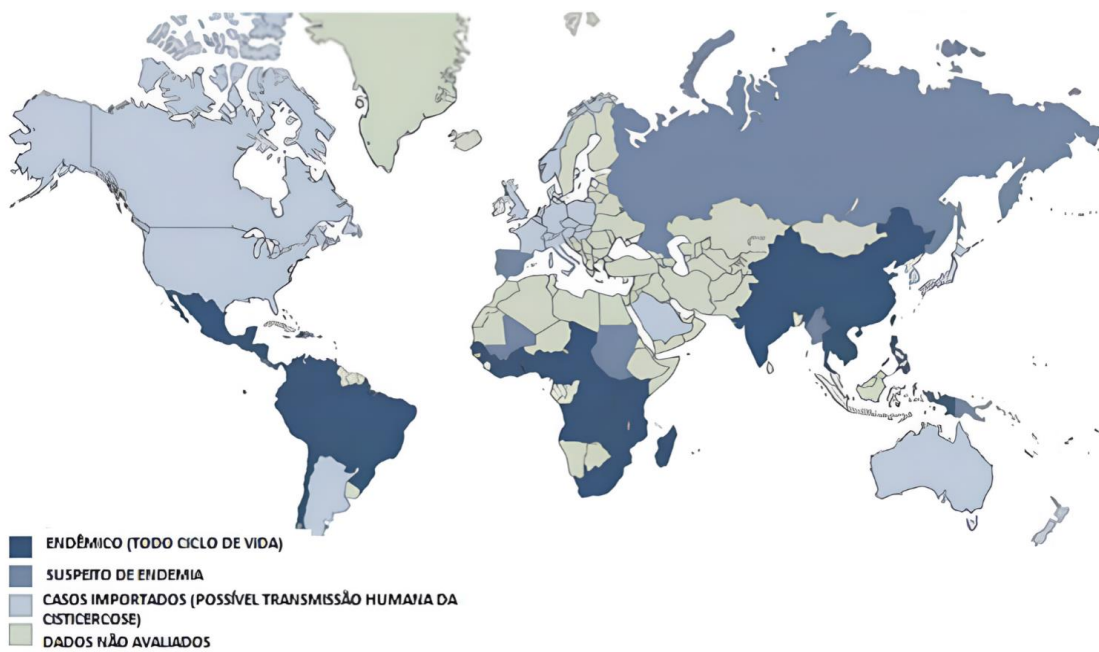 ENDÊMICO (TODO CICLO DE VIDA)
SUSPEITO DE ENDEMIA
CASOS IMPORTADOS (POSSÍVEL TRANSMISSÃO HUMANA DA
CISTICERCOSE)
DADOS NÃO AVALIADOS